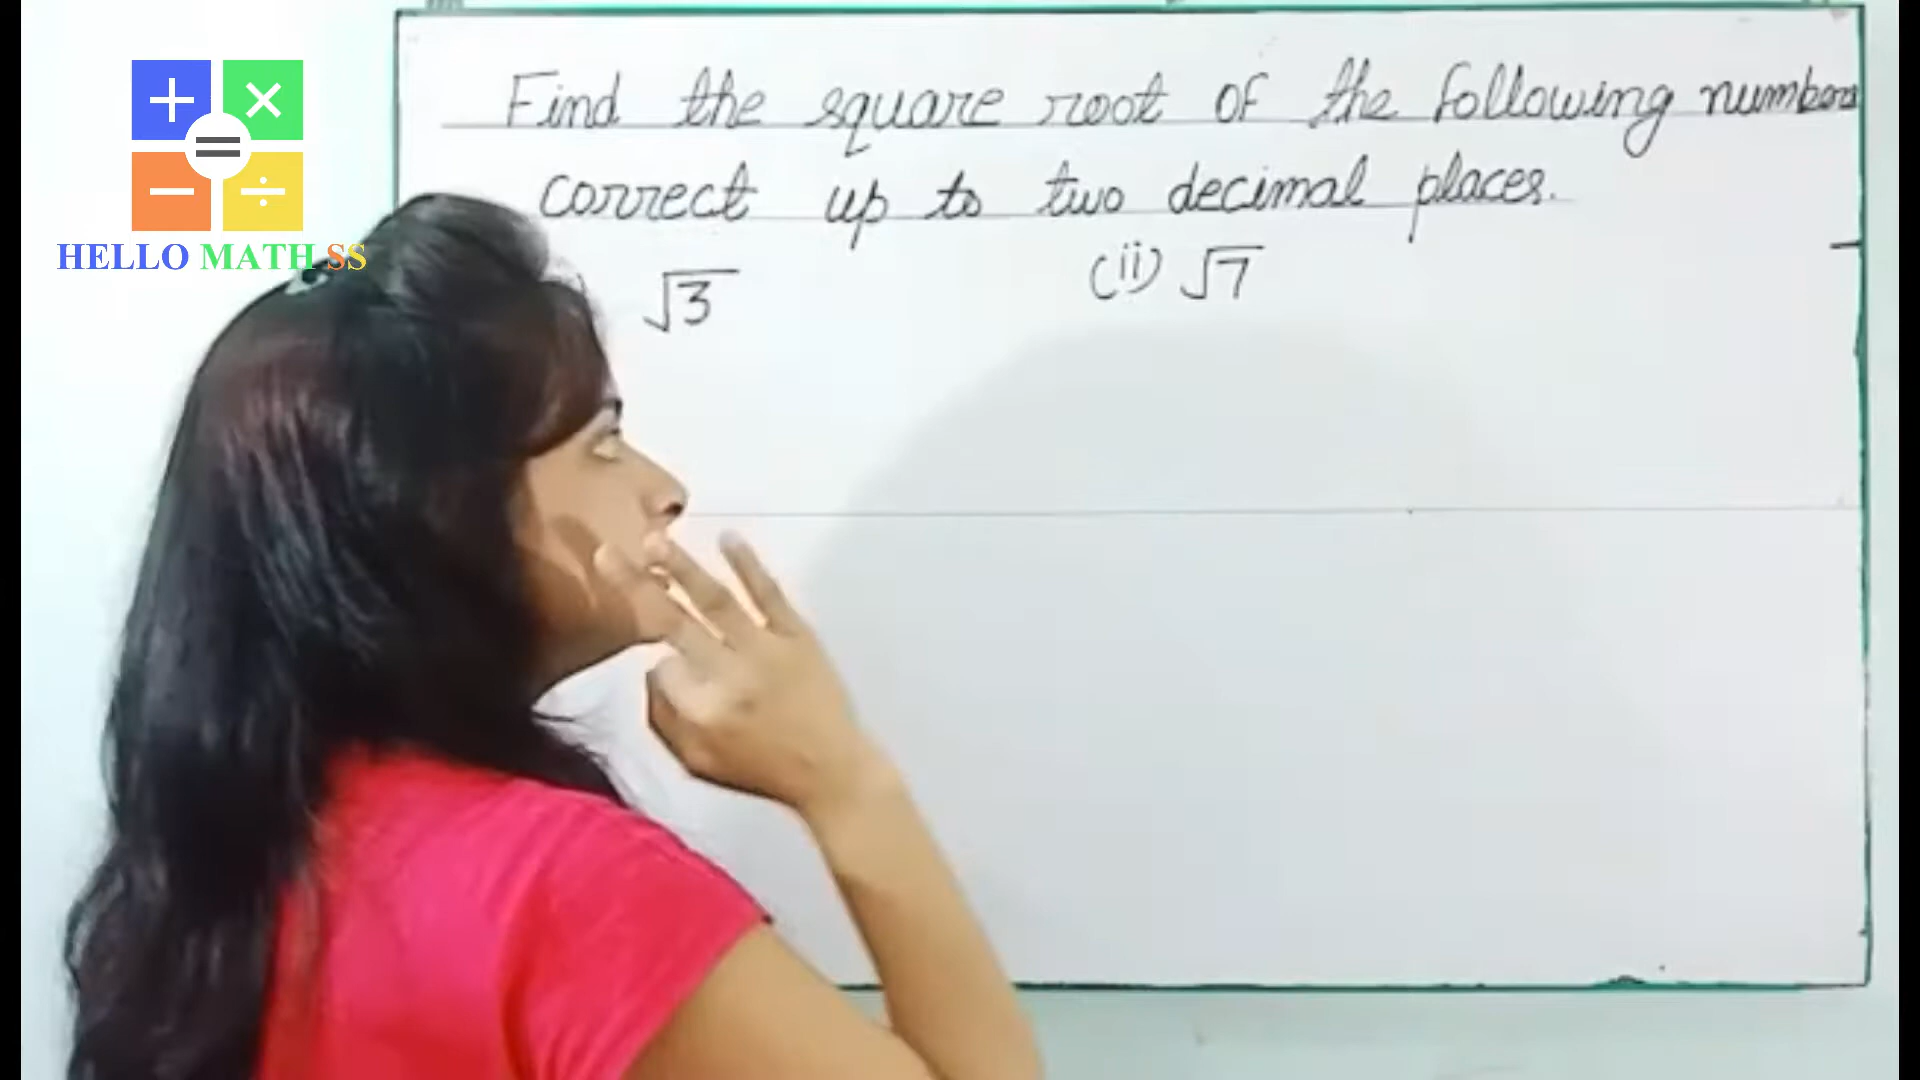 Find the square root of the following numbers
correct up to two decimal places.
√3 (ii) √7
HELLO MATH SS